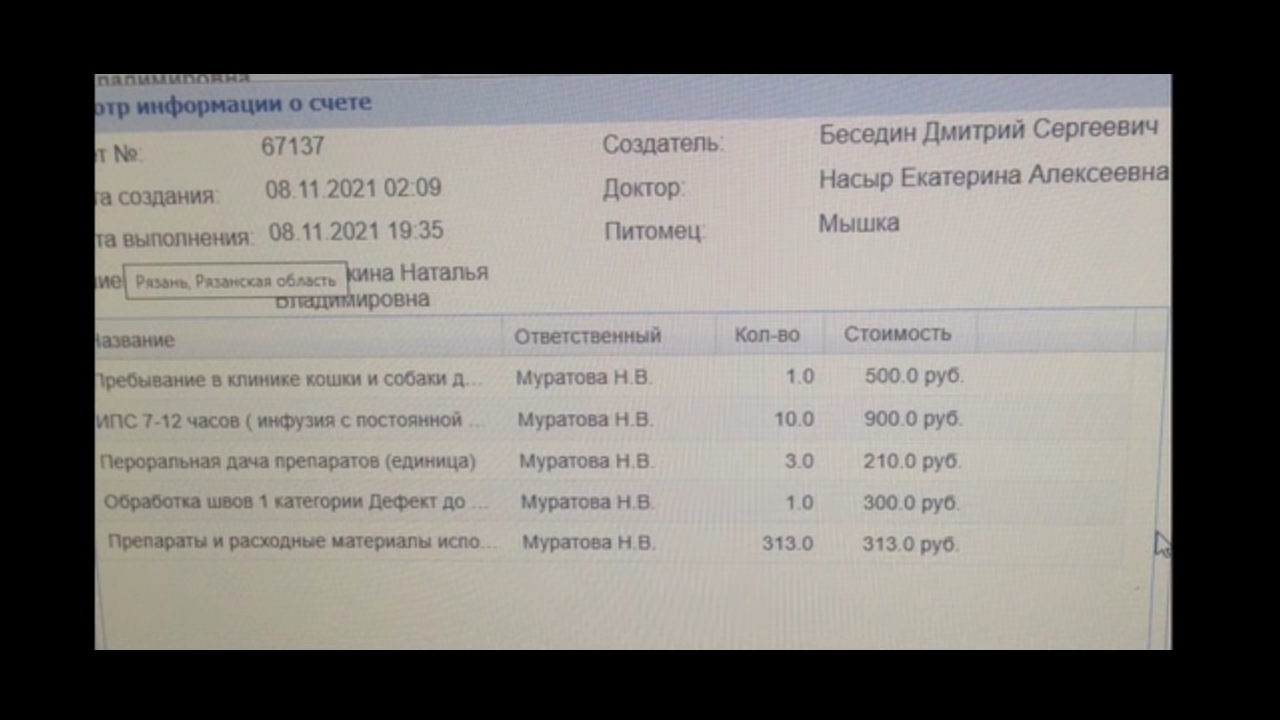 отр информации о счете
т №: 67137 Создатель: Беседин Дмитрий Сергеевич
та создания: 08.11.2021 02:09 Доктор: Насыр Екатерина Алексеевна
та выполнения: 08.11.2021 19:35 Питомец: Мышка
Рязань, Рязанская область кина Наталья
Владимировна
Название Ответственный Кол-во Стоимость
Пребывание в клинике кошки и собаки д... Муратова Н.В. 1.0 500.0 руб.
ИПС 7-12 часов ( инфузия с постоянной ... Муратова Н.В. 10.0 900.0 руб.
Пероральная дача препаратов (единица) Муратова Н.В. 3.0 210.0 руб.
Обработка швов 1 категории Дефект до ... Муратова Н.В. 1.0 300.0 руб.
Препараты и расходные материалы испо... Муратова Н.В. 313.0 313.0 руб.